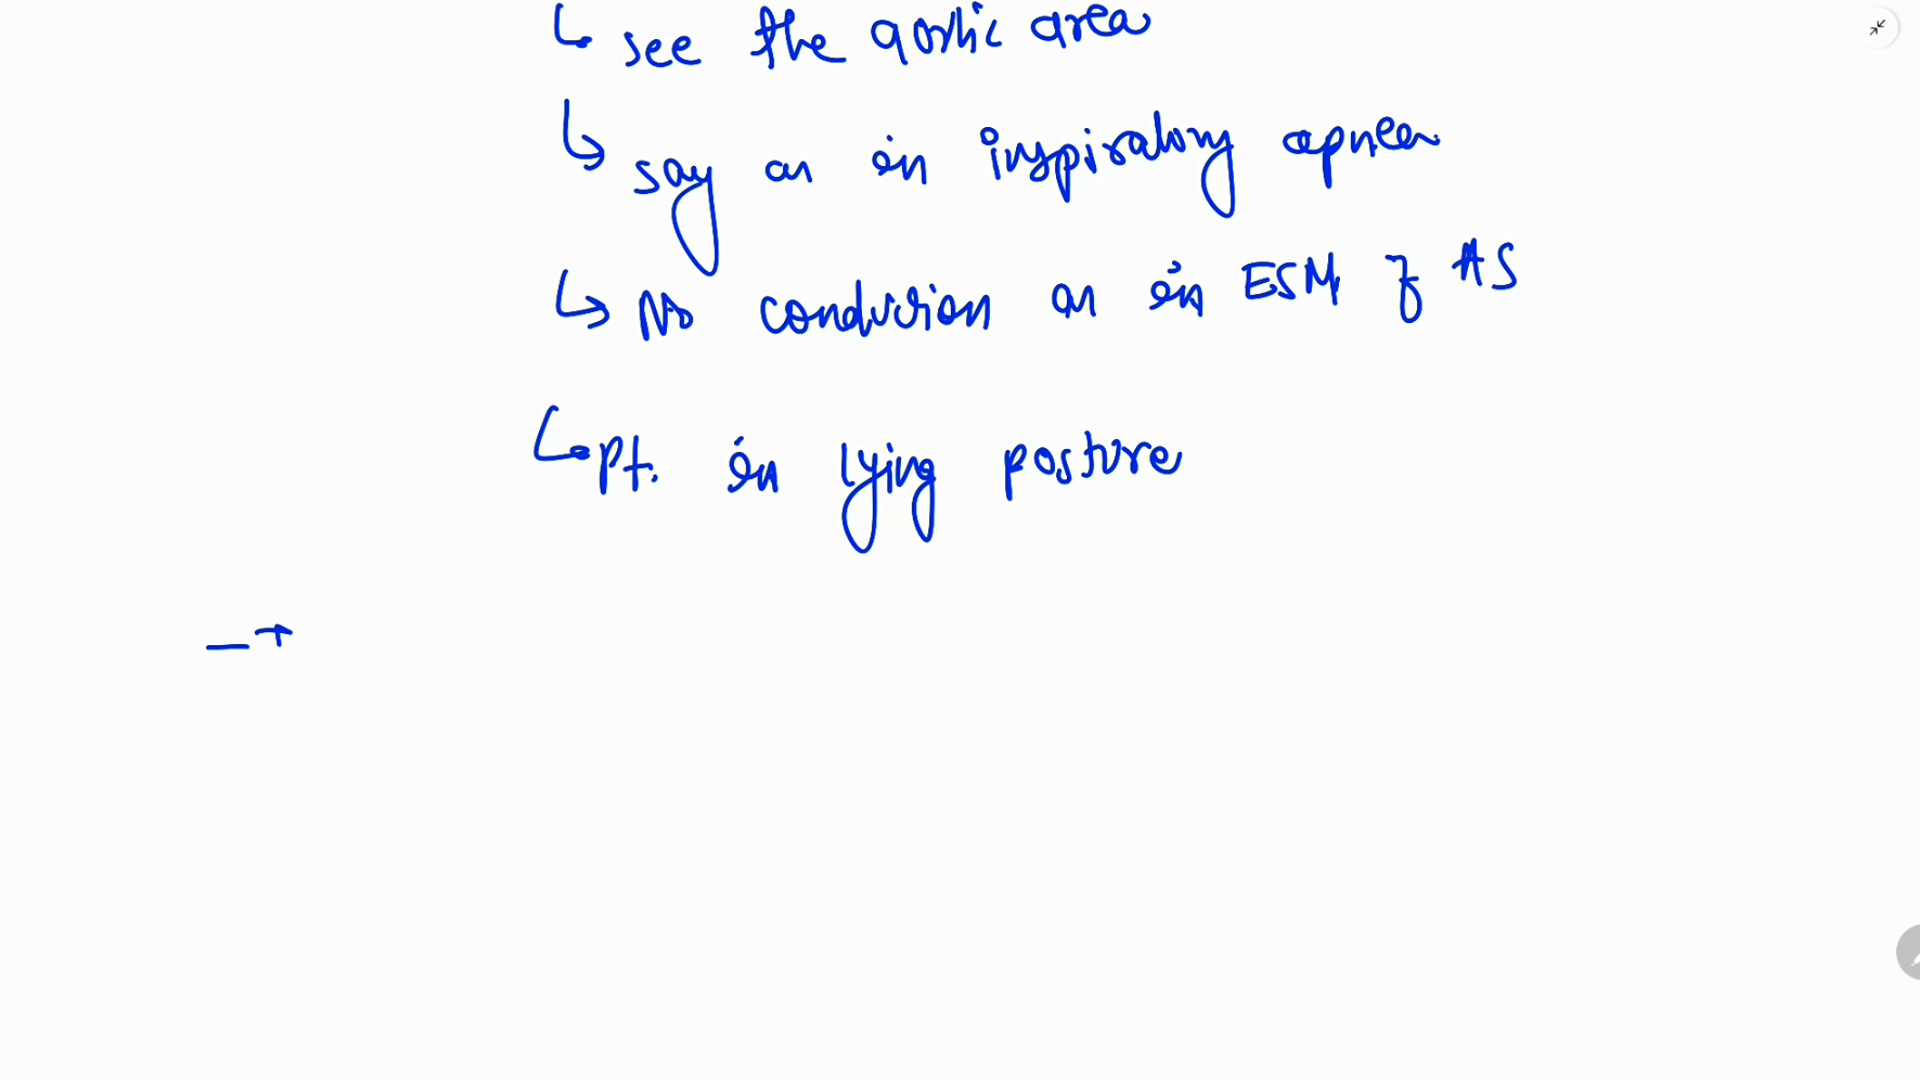 ↳ see the aortic area
↳ say as in inspiratory apnea
↳ No conduction as in ESM of AS
↳ pt. in lying posture